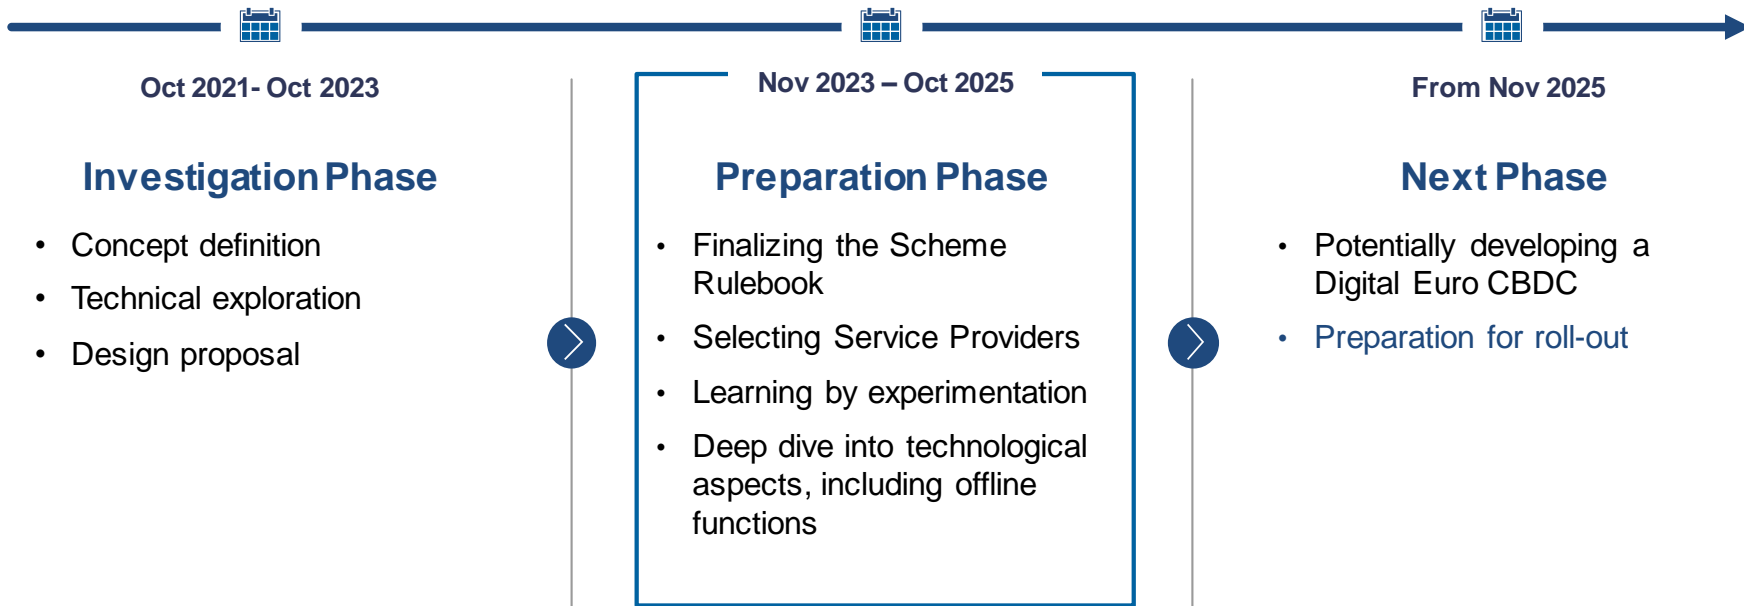 Oct 2021- Oct 2023
Investigation Phase
• Concept definition
• Technical exploration
• Design proposal
Nov 2023 – Oct 2025
Preparation Phase
• Finalizing the Scheme
Rulebook
• Selecting Service Providers
• Learning by experimentation
• Deep dive into technological
aspects, including offline
functions
From Nov 2025
Next Phase
• Potentially developing a
Digital Euro CBDC
• Preparation for roll-out